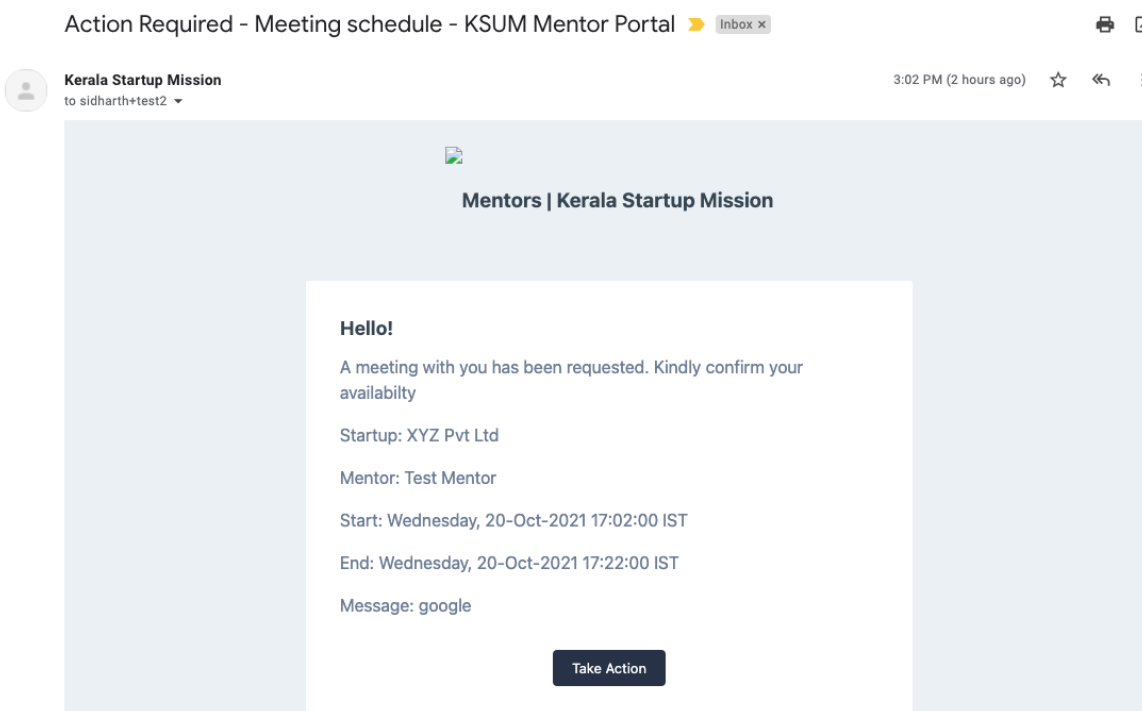 Action Required - Meeting schedule - KSUM Mentor Portal Inbox ×
Kerala Startup Mission 3:02 PM (2 hours ago)
to sidharth+test2
Mentors | Kerala Startup Mission
Hello!
A meeting with you has been requested. Kindly confirm your
availabilty
Startup: XYZ Pvt Ltd
Mentor: Test Mentor
Start: Wednesday, 20-Oct-2021 17:02:00 IST
End: Wednesday, 20-Oct-2021 17:22:00 IST
Message: google
Take Action